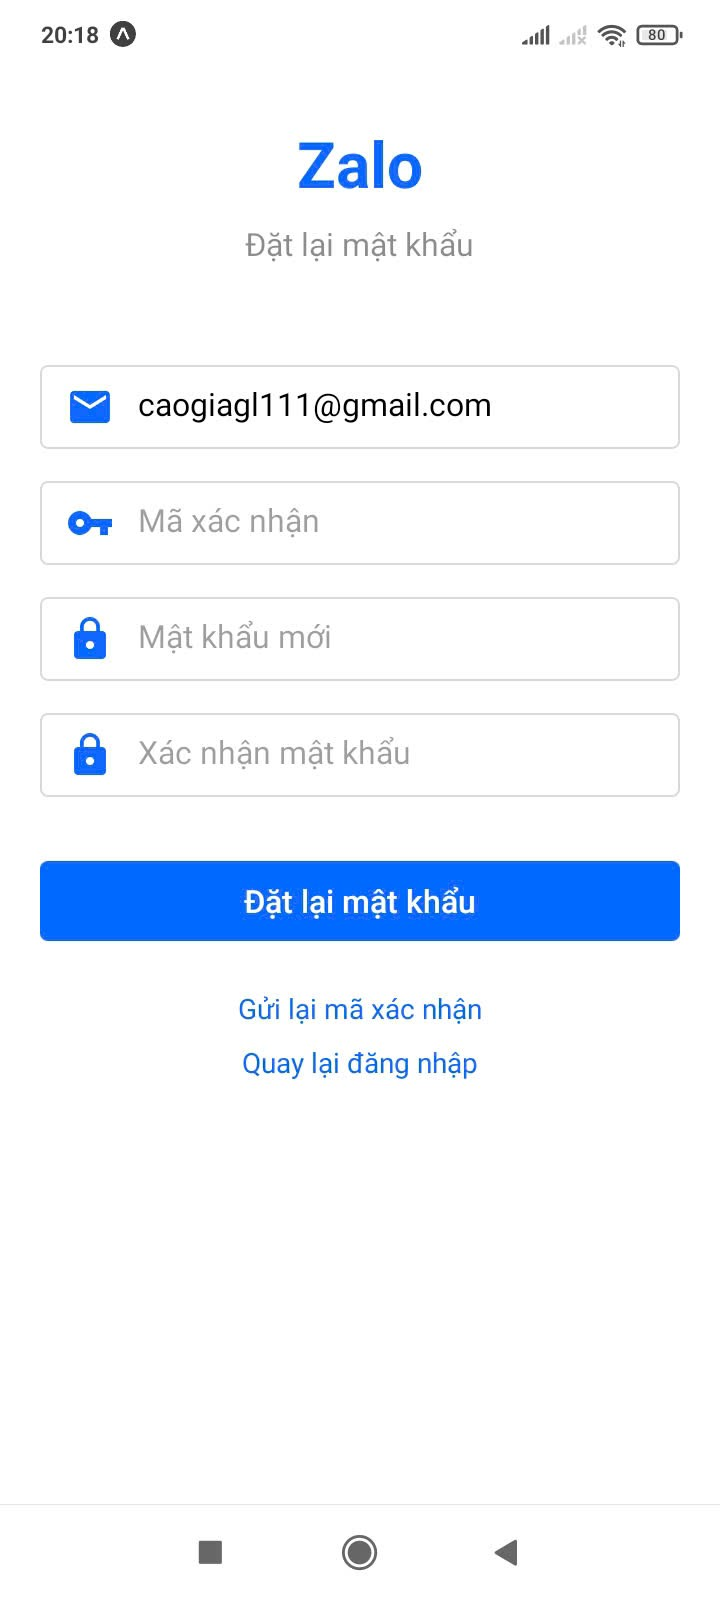 20:18
80
Zalo
Đặt lại mật khẩu
caogiagl111@gmail.com
Mã xác nhận
Mật khẩu mới
Xác nhận mật khẩu
Đặt lại mật khẩu
Gửi lại mã xác nhận
Quay lại đăng nhập